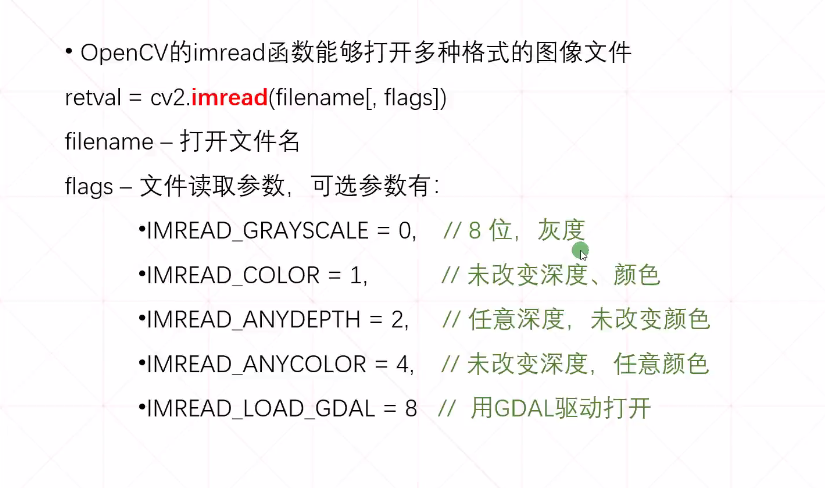 • OpenCV的imread函数能够打开多种格式的图像文件
retval = cv2.imread(filename[, flags])
filename – 打开文件名
flags – 文件读取参数，可选参数有：
•IMREAD_GRAYSCALE = 0, // 8 位，灰度
•IMREAD_COLOR = 1, // 未改变深度、颜色
•IMREAD_ANYDEPTH = 2, // 任意深度，未改变颜色
•IMREAD_ANYCOLOR = 4, // 未改变深度，任意颜色
•IMREAD_LOAD_GDAL = 8 // 用GDAL驱动打开